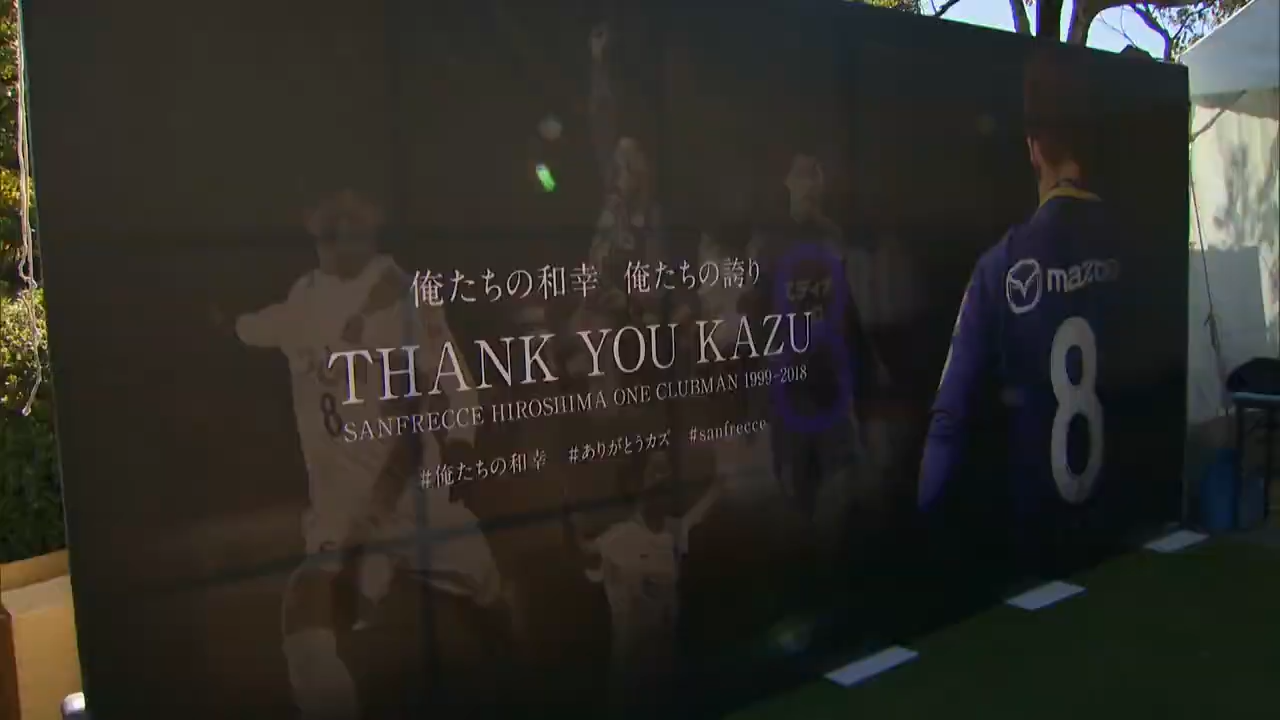 俺たちの和幸 俺たちの誇り
THANK YOU KAZU
SANFRECCE HIROSHIMA ONE CLUBMAN 1999-2018
#俺たちの和幸 #ありがとうカズ #sanfrecce
mazda
8
8